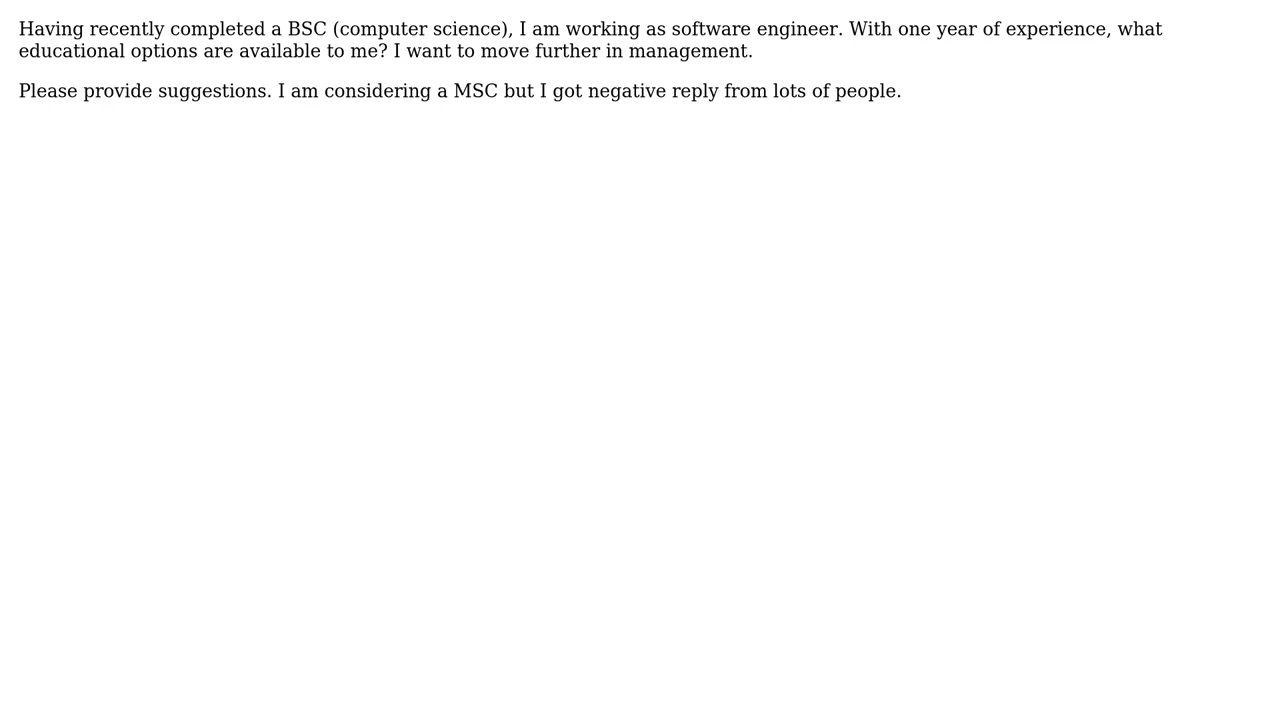 Having recently completed a BSC (computer science), I am working as software engineer. With one year of experience, what
educational options are available to me? I want to move further in management.
Please provide suggestions. I am considering a MSC but I got negative reply from lots of people.